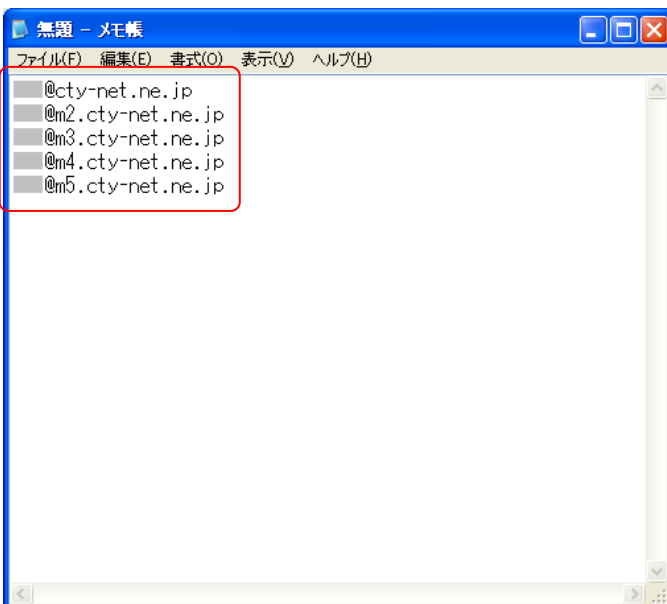 無題 - メモ帳
ファイル(F) 編集(E) 書式(O) 表示(V) ヘルプ(H)
@cty-net.ne.jp
@m2.cty-net.ne.jp
@m3.cty-net.ne.jp
@m4.cty-net.ne.jp
@m5.cty-net.ne.jp